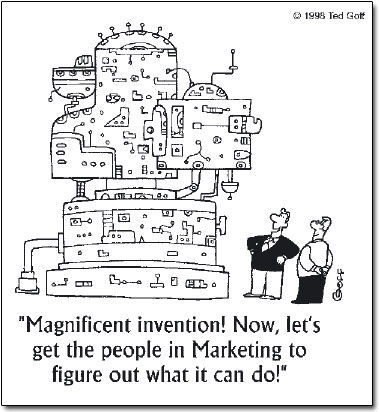 © 1998 Ted Goff
GOFF
"Magnificent invention! Now, let's
get the people in Marketing to
figure out what it can do!"